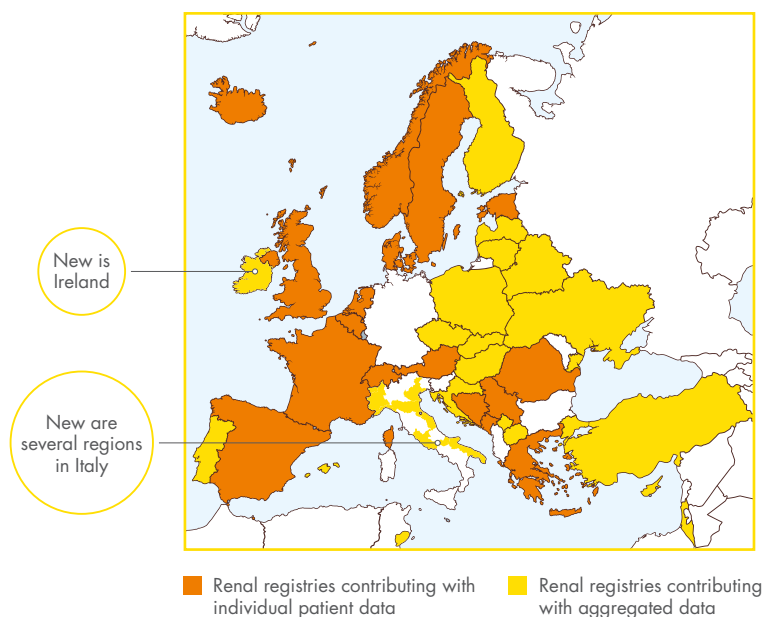 New is
Ireland
New are
several regions
in Italy
Renal registries contributing with
individual patient data
Renal registries contributing
with aggregated data